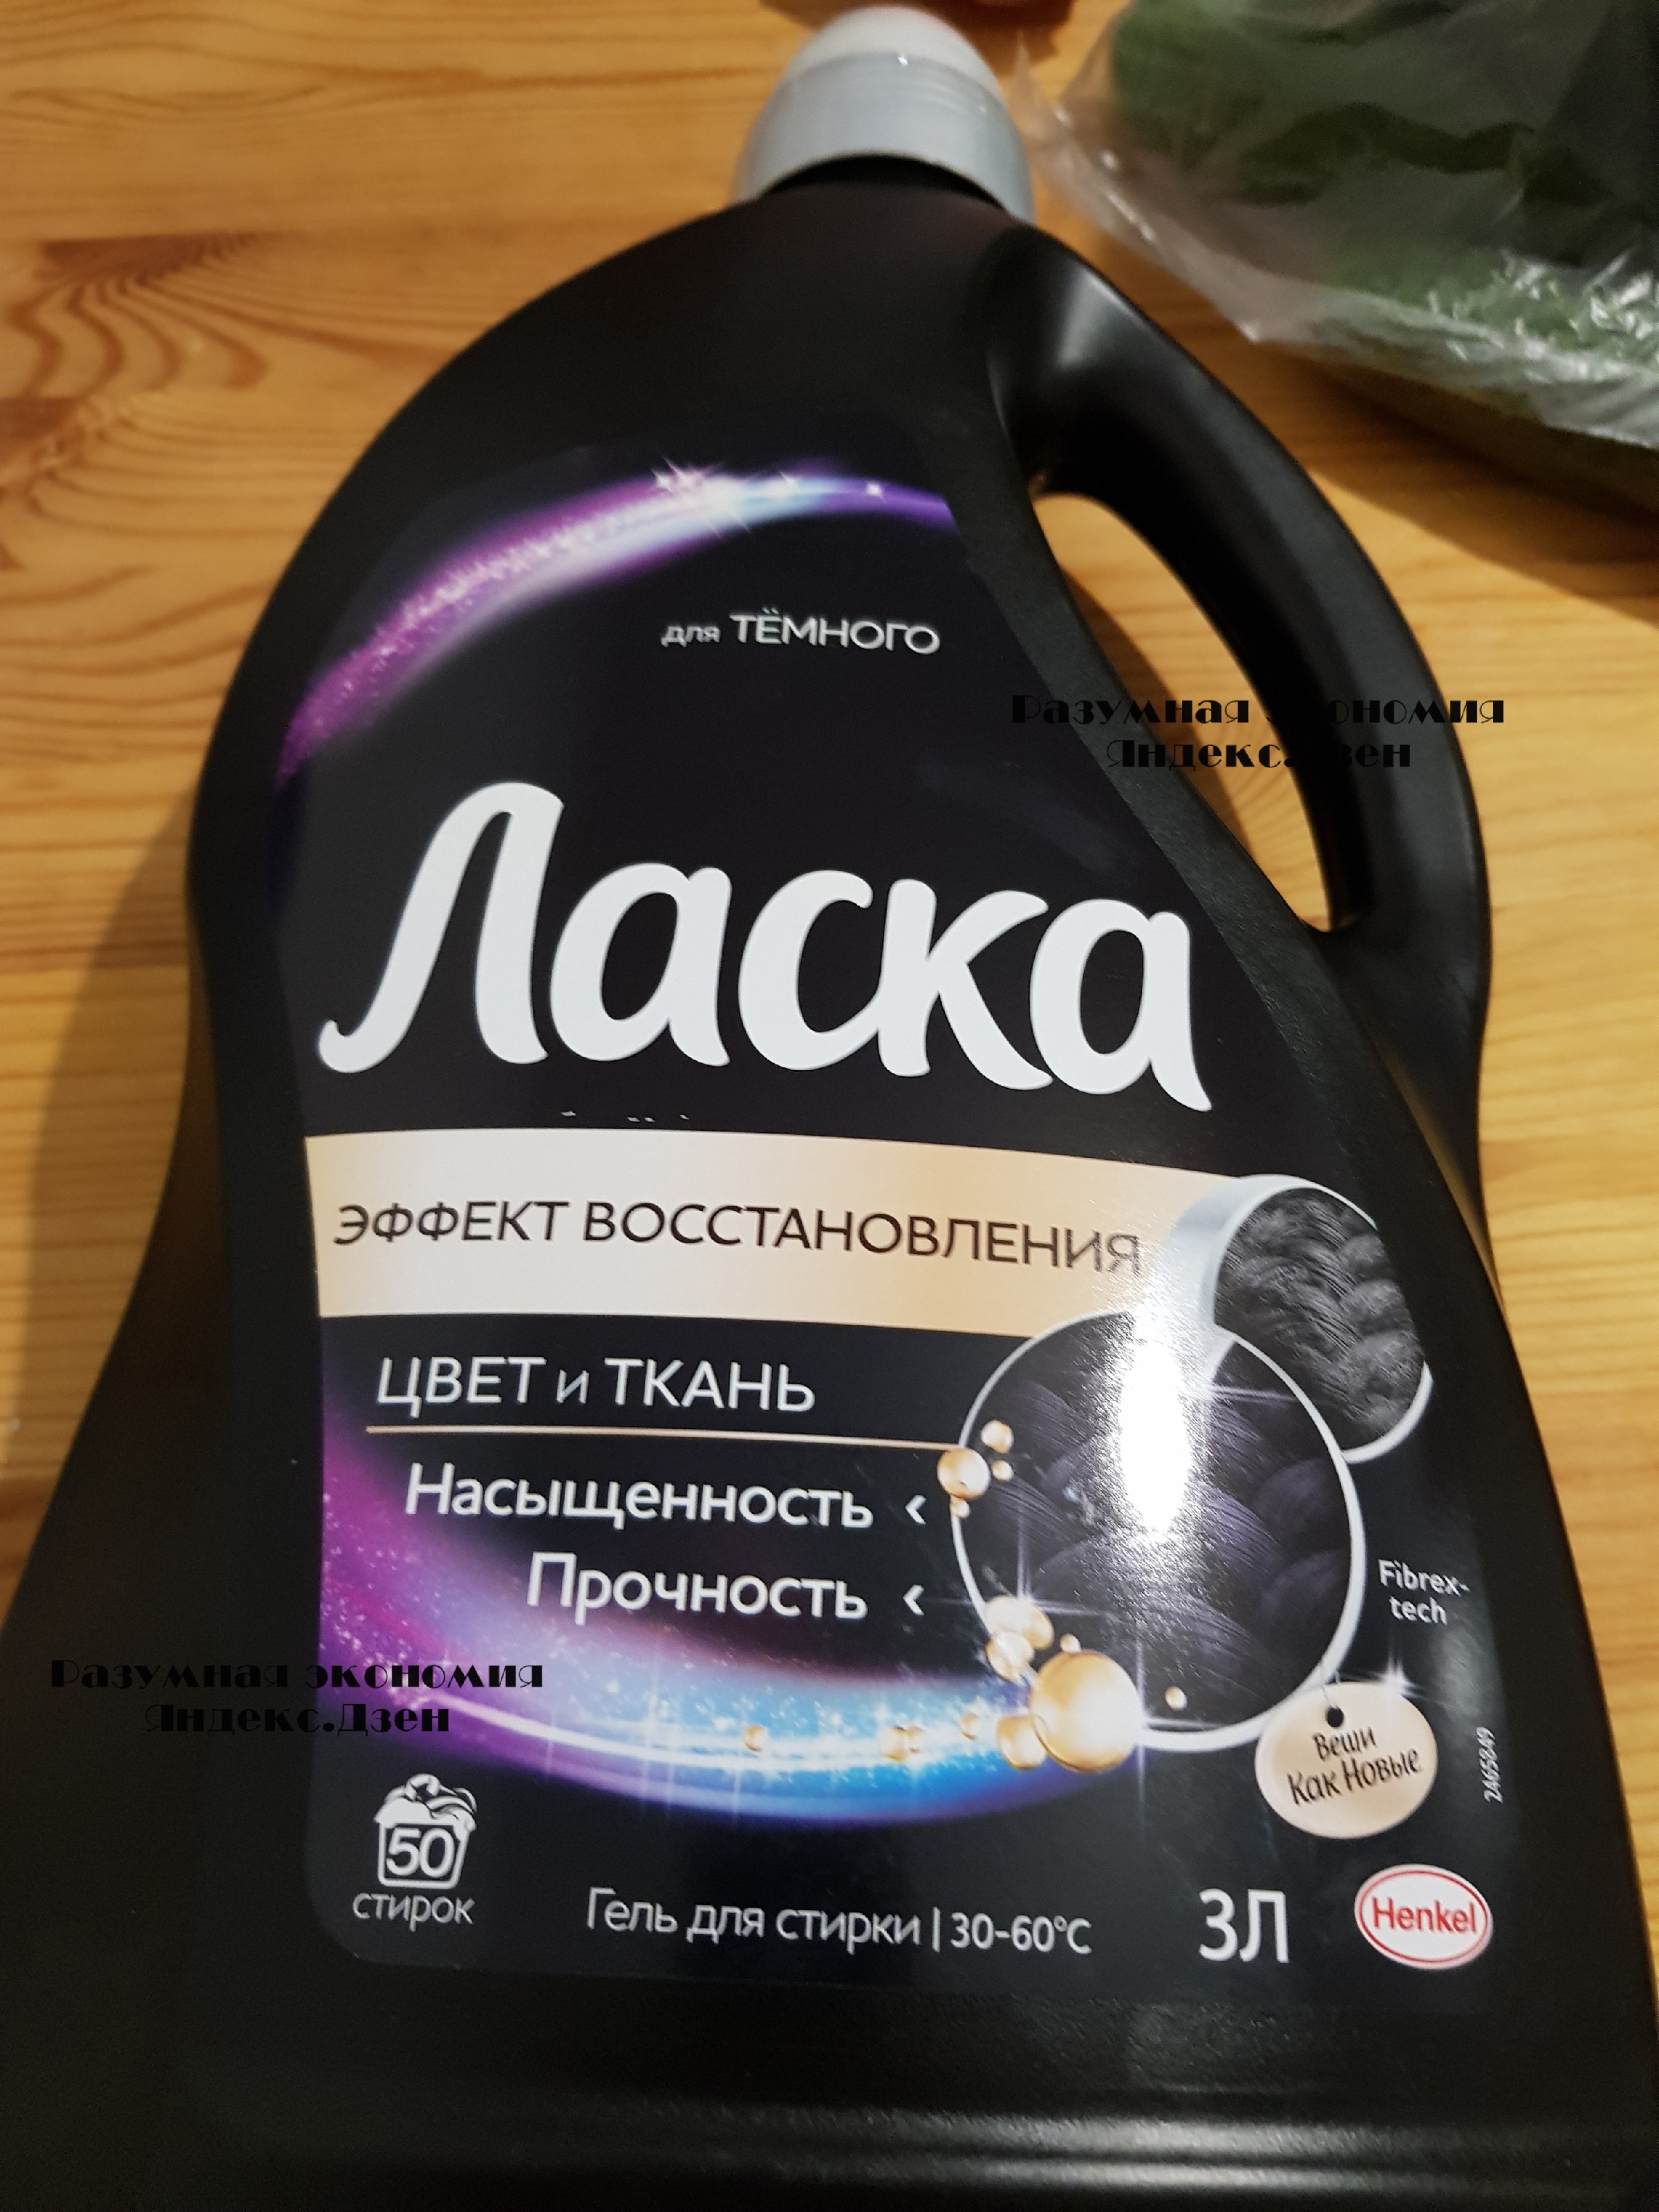 для ТЁМНОГО
Разумная экономия
Яндекс.Дзен
Ласка
ЭФФЕКТ ВОССТАНОВЛЕНИЯ
ЦВЕТ и ТКАНЬ
Насыщенность ‹
Прочность ‹
Fibrex-
tech
Разумная экономия
Яндекс.Дзен
Вещи
Как Новые
2465849
50
стирок
Гель для стирки | 30-60°C
3Л
Henkel